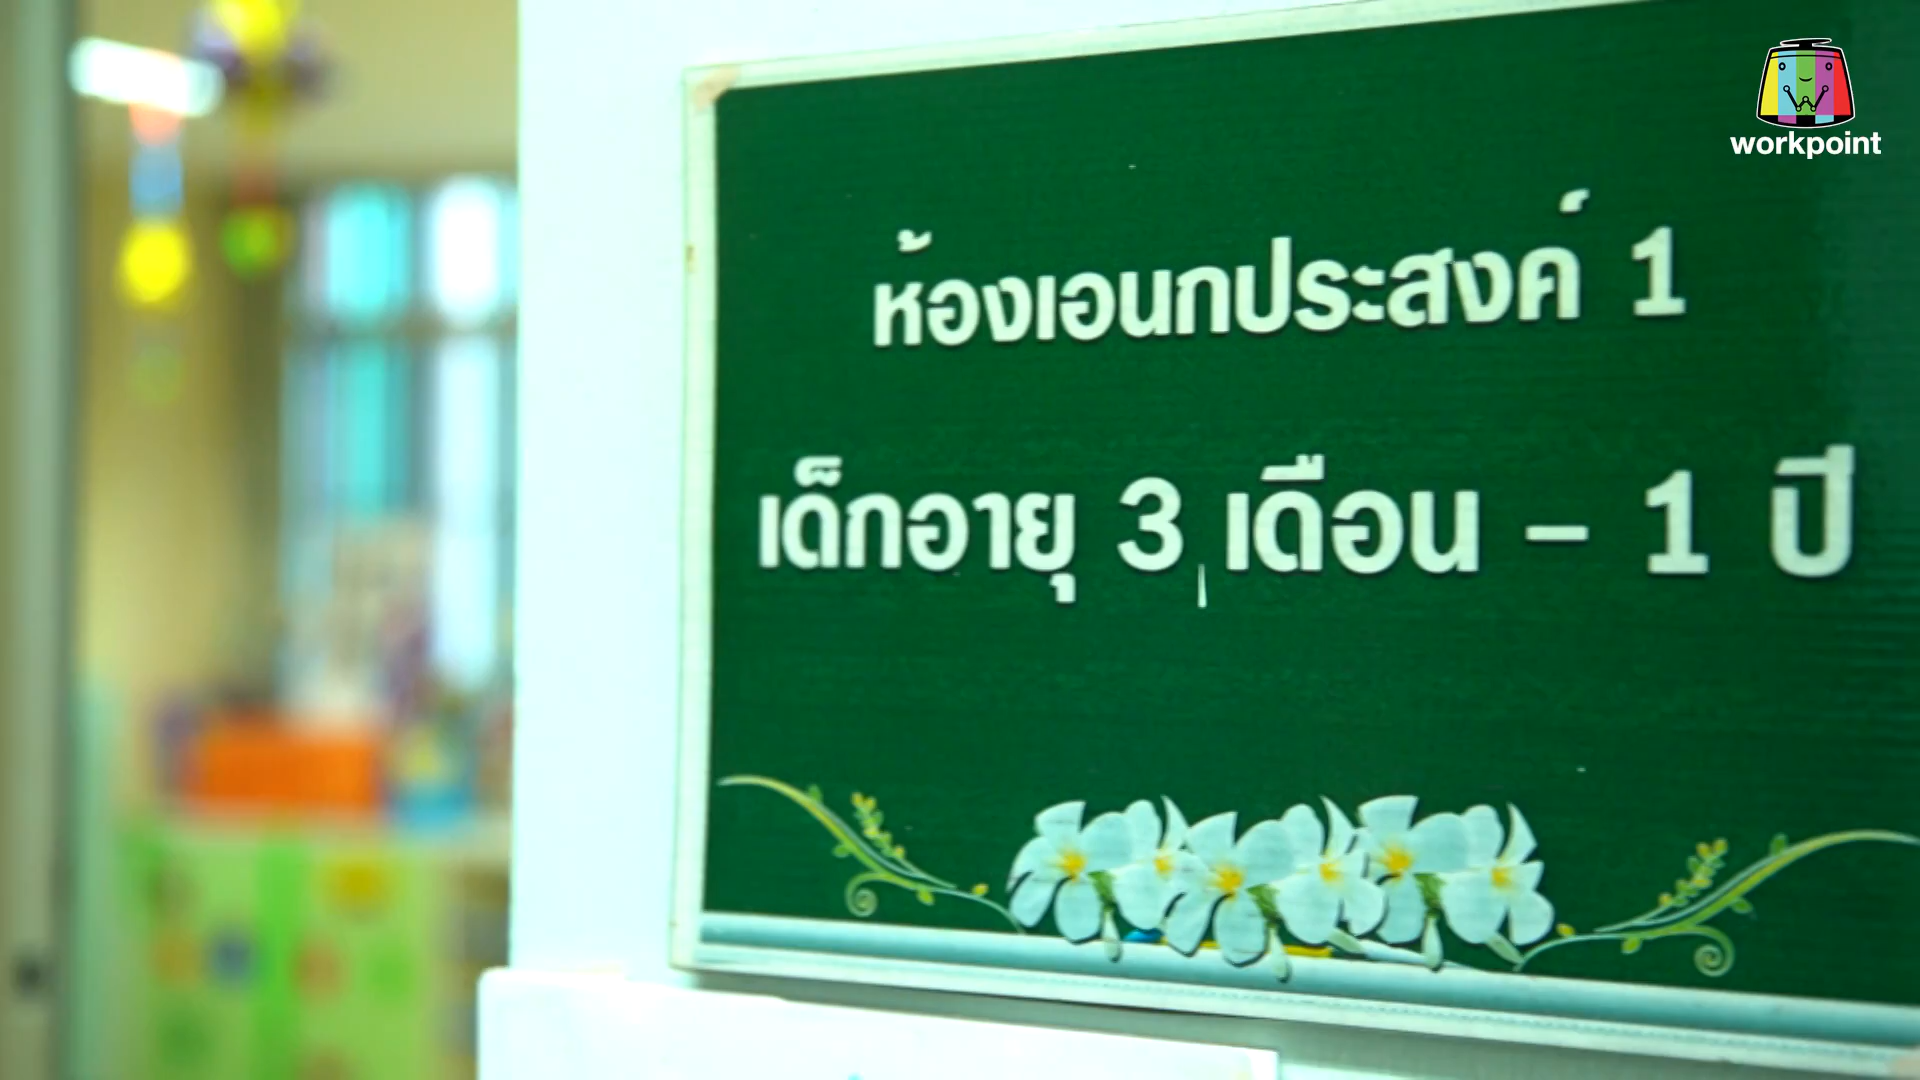 workpoint
ห้องเอนกประสงค์ 1
เด็กอายุ 3 เดือน – 1 ปี